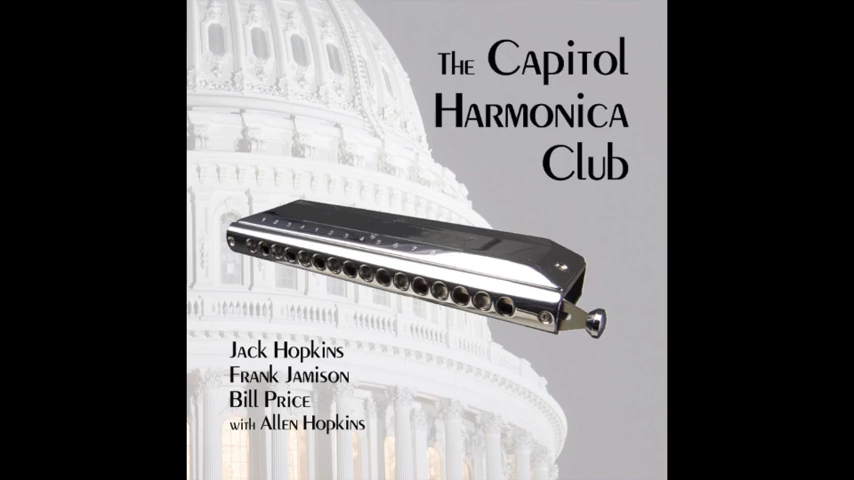 The Capitol
Harmonica
Club
Jack Hopkins
Frank Jamison
Bill Price
with Allen Hopkins